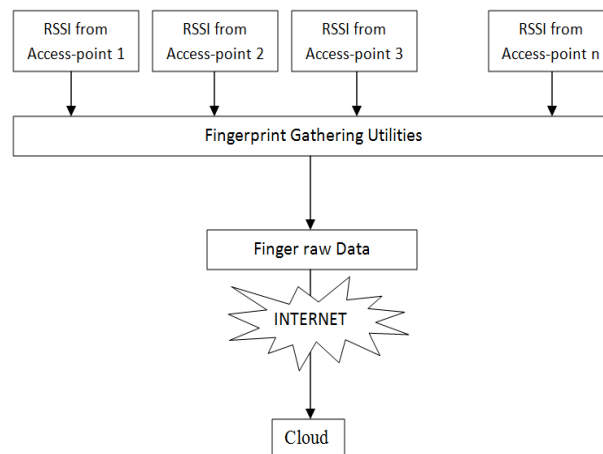 RSSI from
Access-point 1
RSSI from
Access-point 2
RSSI from
Access-point 3
RSSI from
Access-point n
Fingerprint Gathering Utilities
Finger raw Data
INTERNET
Cloud